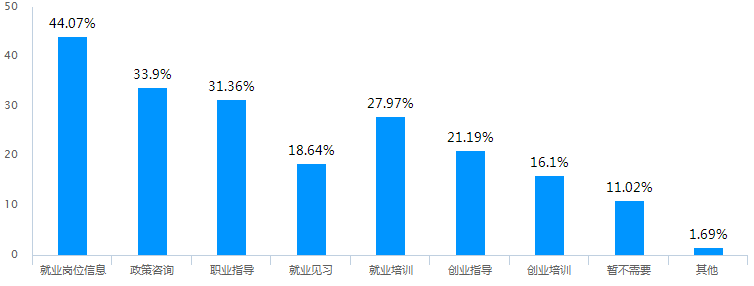 50
40
30
20
10
0
44.07%
33.9%
31.36%
18.64%
27.97%
21.19%
16.1%
11.02%
1.69%
就业岗位信息
政策咨询
职业指导
就业见习
就业培训
创业指导
创业培训
暂不需要
其他